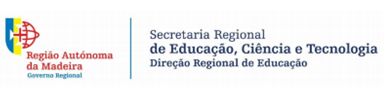 Região Autónoma
da Madeira
Governo Regional
Secretaria Regional
de Educação, Ciência e Tecnologia
Direção Regional de Educação